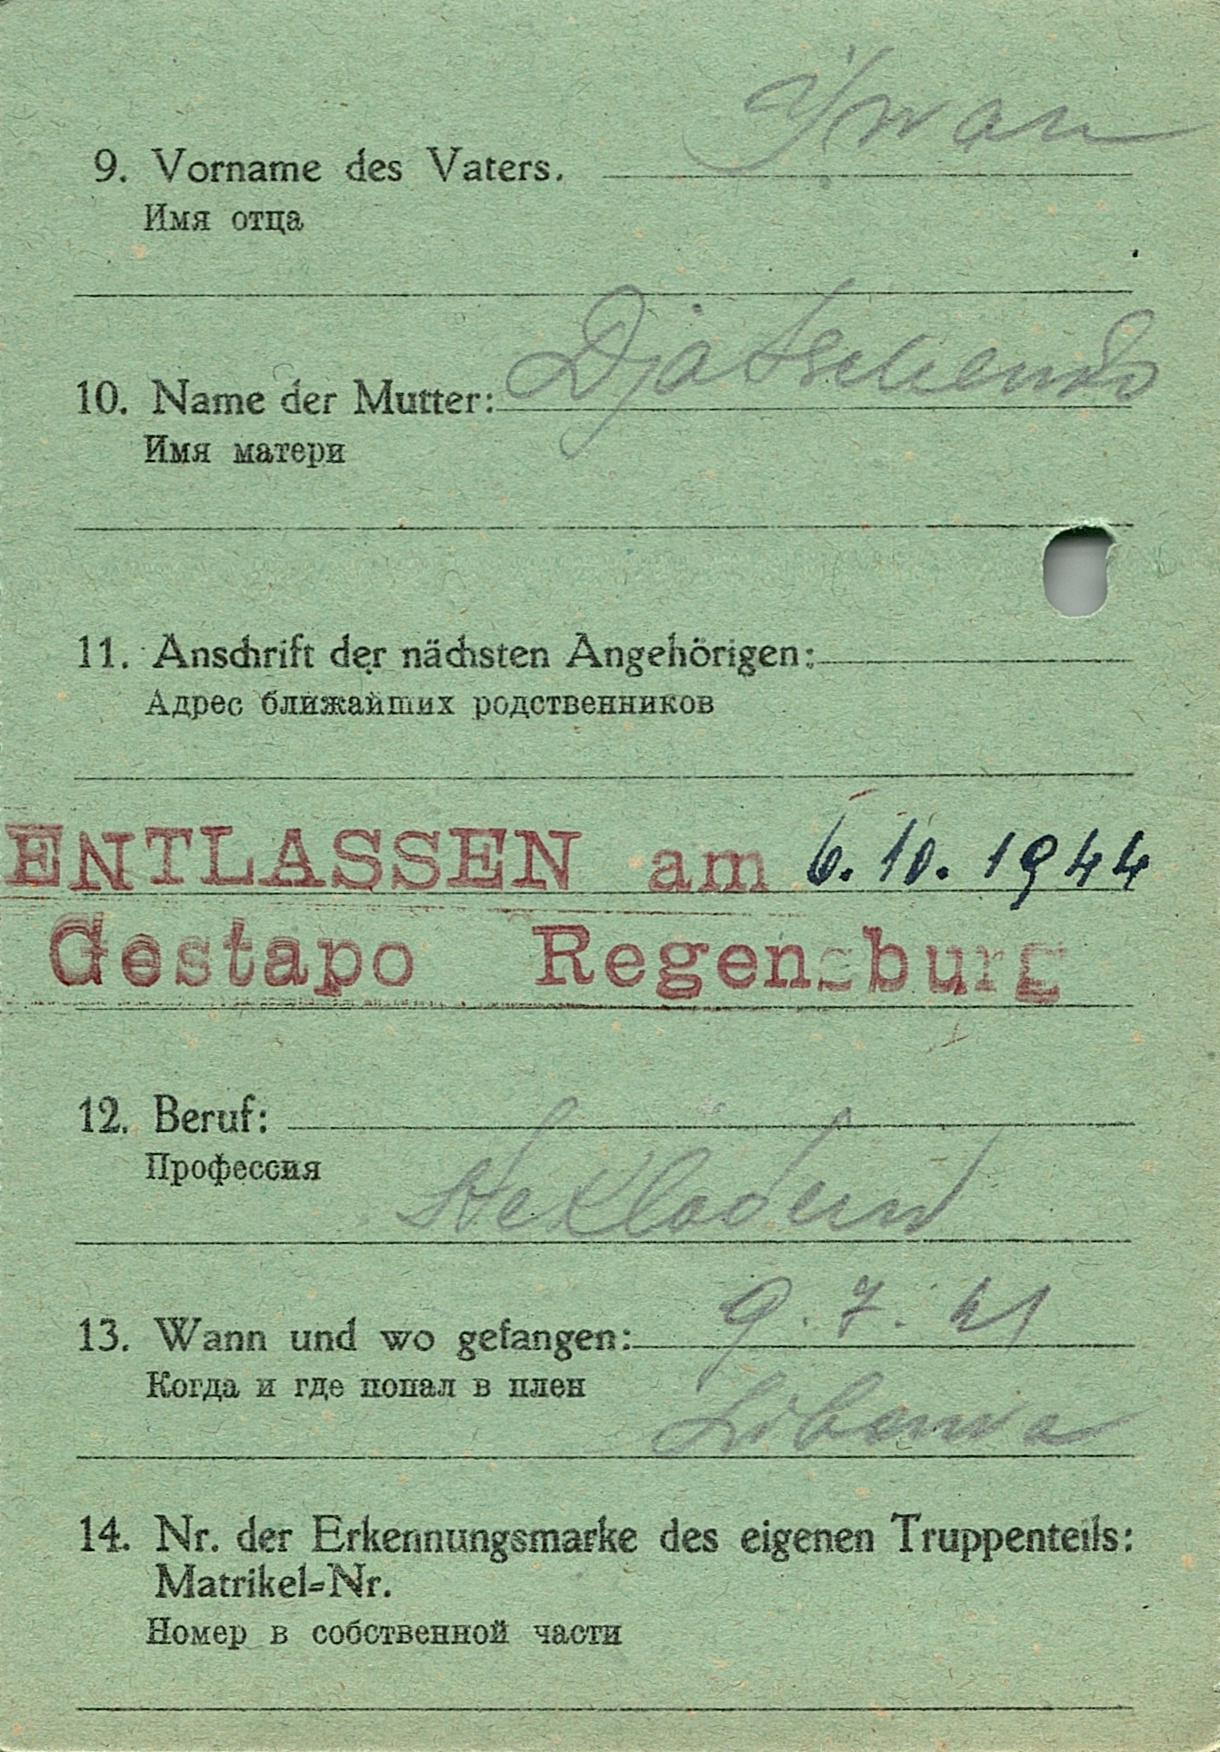 Iwan
9. Vorname des Vaters.
Имя отца
Djatschenko
10. Name der Mutter:
Имя матери
11. Anschrift der nächsten Angehörigen:
Адрес ближайших родственников
ENTLASSEN am 6.10.1944
Gestapo Regensburg
12. Beruf:
Профессия
9.7.41
13. Wann und wo gefangen:
Когда и где попал в плен
14. Nr. der Erkennungsmarke des eigenen Truppenteils:
Matrikel-Nr.
Номер в собственной части